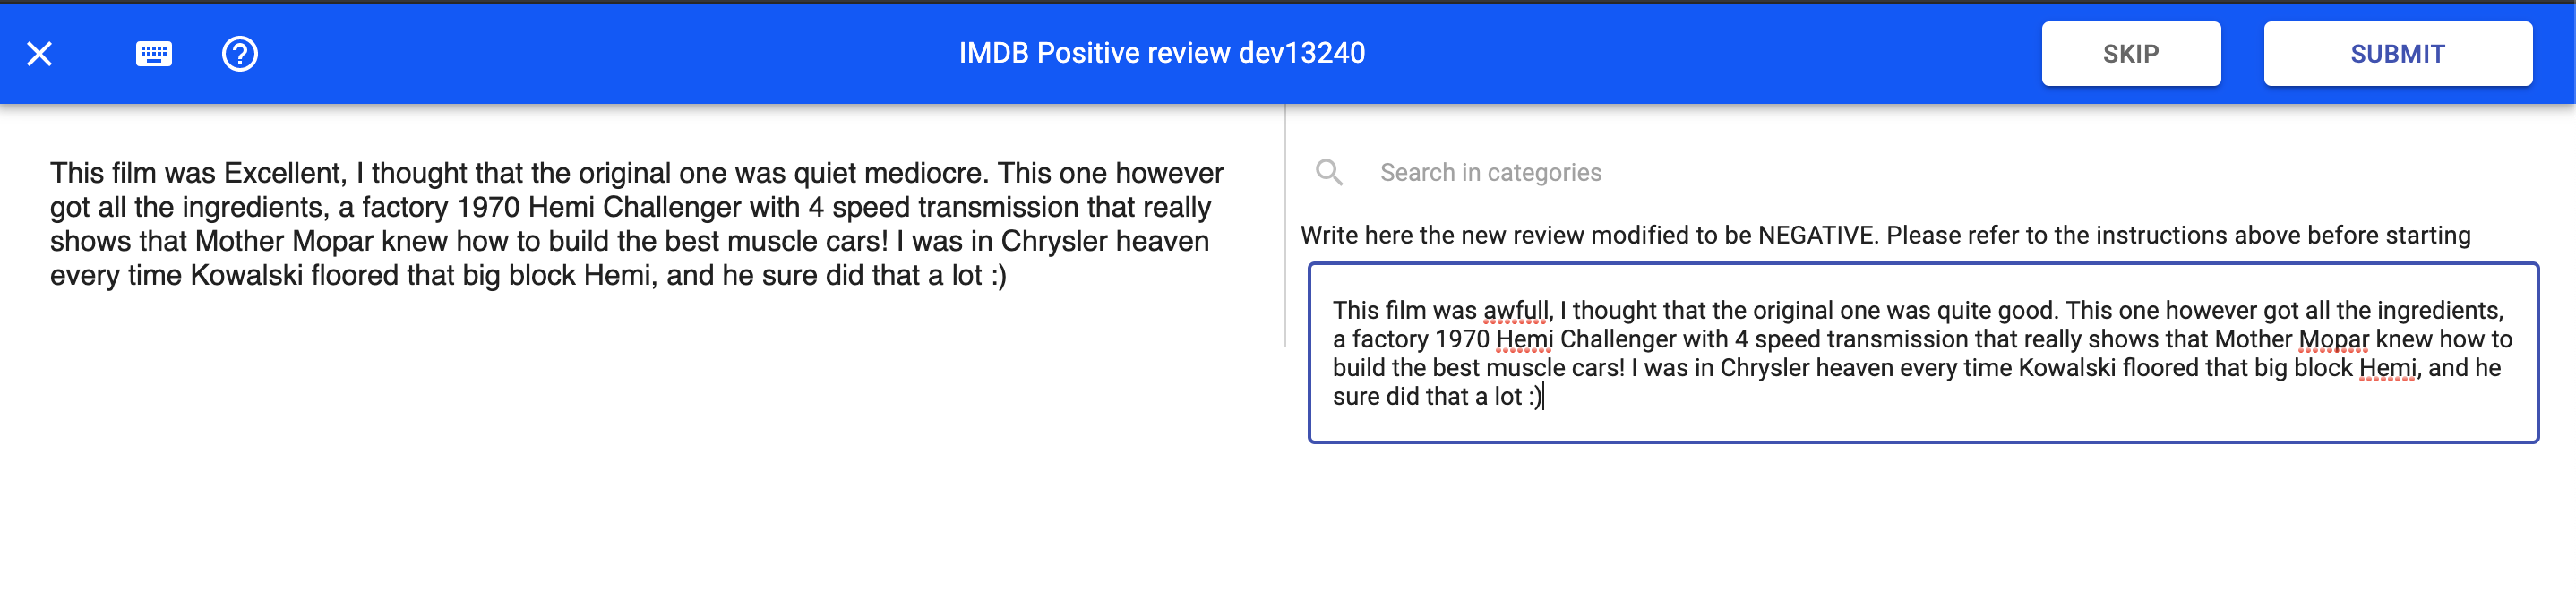 IMDB Positive review dev13240
SKIP
SUBMIT
This film was Excellent, I thought that the original one was quiet mediocre. This one however
got all the ingredients, a factory 1970 Hemi Challenger with 4 speed transmission that really
shows that Mother Mopar knew how to build the best muscle cars! I was in Chrysler heaven
every time Kowalski floored that big block Hemi, and he sure did that a lot :)
Search in categories
Write here the new review modified to be NEGATIVE. Please refer to the instructions above before starting
This film was awfull, I thought that the original one was quite good. This one however got all the ingredients,
a factory 1970 Hemi Challenger with 4 speed transmission that really shows that Mother Mopar knew how to
build the best muscle cars! I was in Chrysler heaven every time Kowalski floored that big block Hemi, and he
sure did that a lot :)